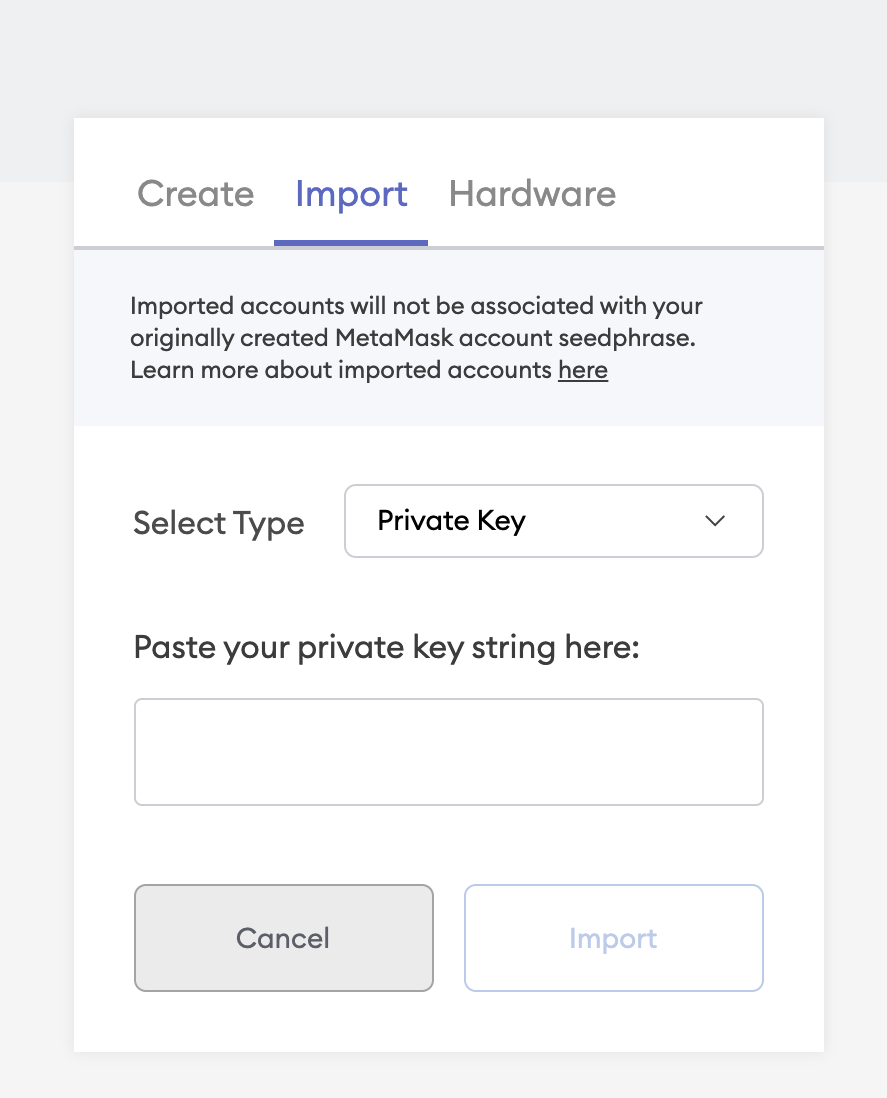 Create Import Hardware
Imported accounts will not be associated with your
originally created MetaMask account seedphrase.
Learn more about imported accounts here
Select Type Private Key
Paste your private key string here:
Cancel Import